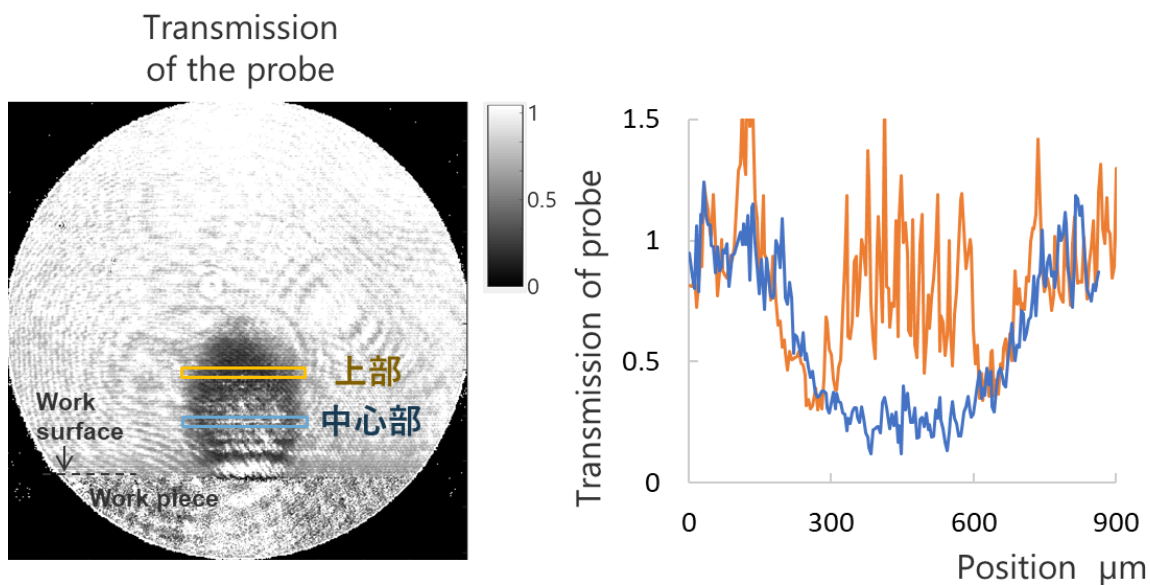 Transmission
of the probe
1
0.5
0
上部
中心部
Work
surface
Work piece
Transmission of probe
1.5
1
0.5
0
0
300
600
900
Position μm